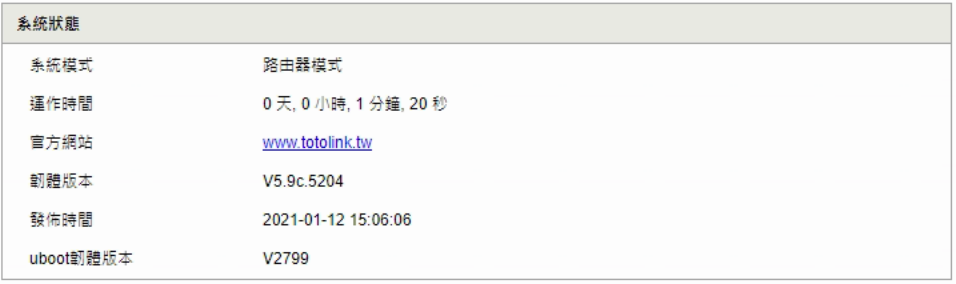 系統狀態
系統模式 路由器模式
運作時間 0 天, 0 小時, 1 分鐘, 20 秒
官方網站 www.totolink.tw
韌體版本 V5.9c.5204
發佈時間 2021-01-12 15:06:06
uboot韌體版本 V2799